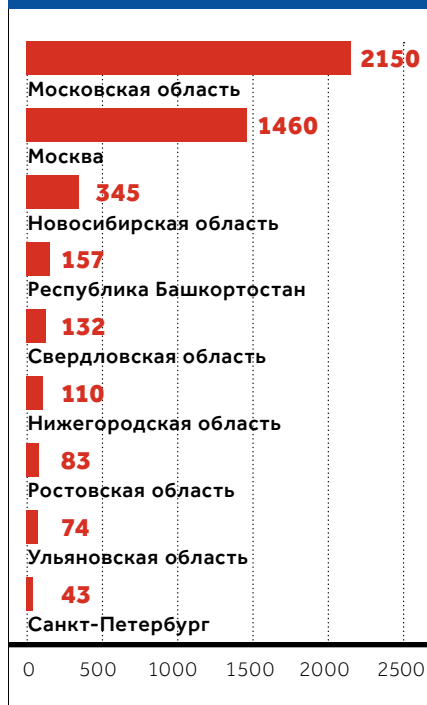 2150
Московская область
1460
Москва
345
Новосибирская область
157
Республика Башкортостан
132
Свердловская область
110
Нижегородская область
83
Ростовская область
74
Ульяновская область
43
Санкт-Петербург
0 500 1000 1500 2000 2500